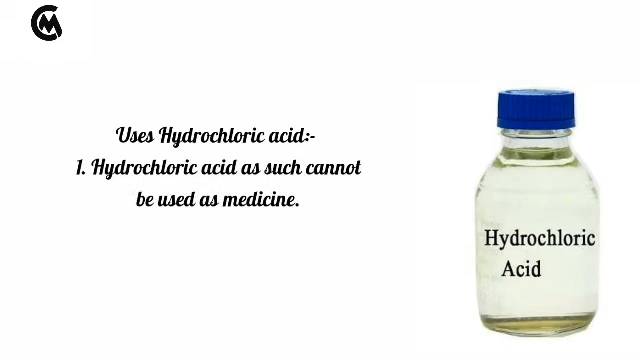 Uses Hydrochloric acid:-
1. Hydrochloric acid as such cannot
be used as medicine.
Hydrochloric
Acid